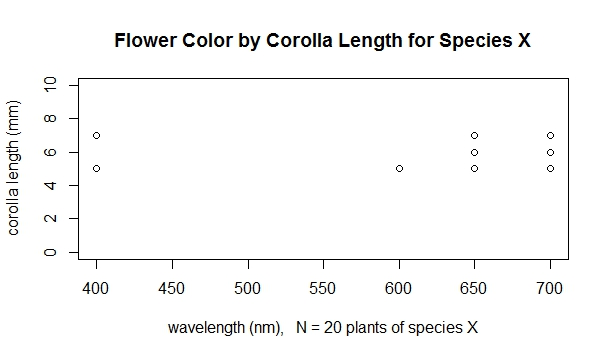 Flower Color by Corolla Length for Species X
corolla length (mm)
10
8
6
4
2
0
400 450 500 550 600 650 700
wavelength (nm),   N = 20 plants of species X